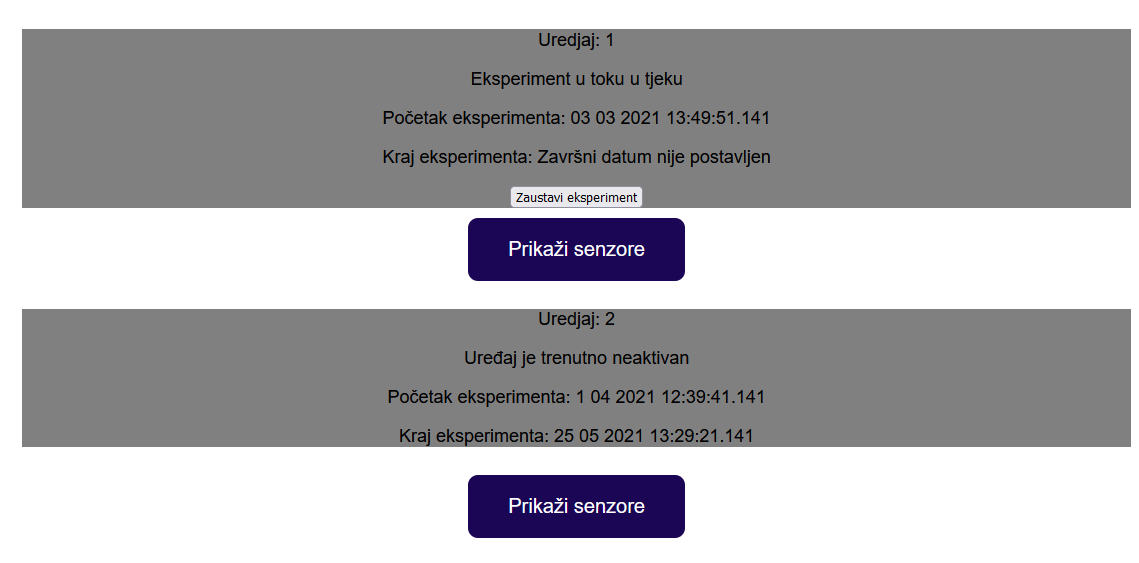 Uredjaj: 1
Eksperiment u toku u tjeku
Početak eksperimenta: 03 03 2021 13:49:51.141
Kraj eksperimenta: Završni datum nije postavljen
Zaustavi eksperiment
Prikaži senzore
Uredjaj: 2
Uređaj je trenutno neaktivan
Početak eksperimenta: 1 04 2021 12:39:41.141
Kraj eksperimenta: 25 05 2021 13:29:21.141
Prikaži senzore